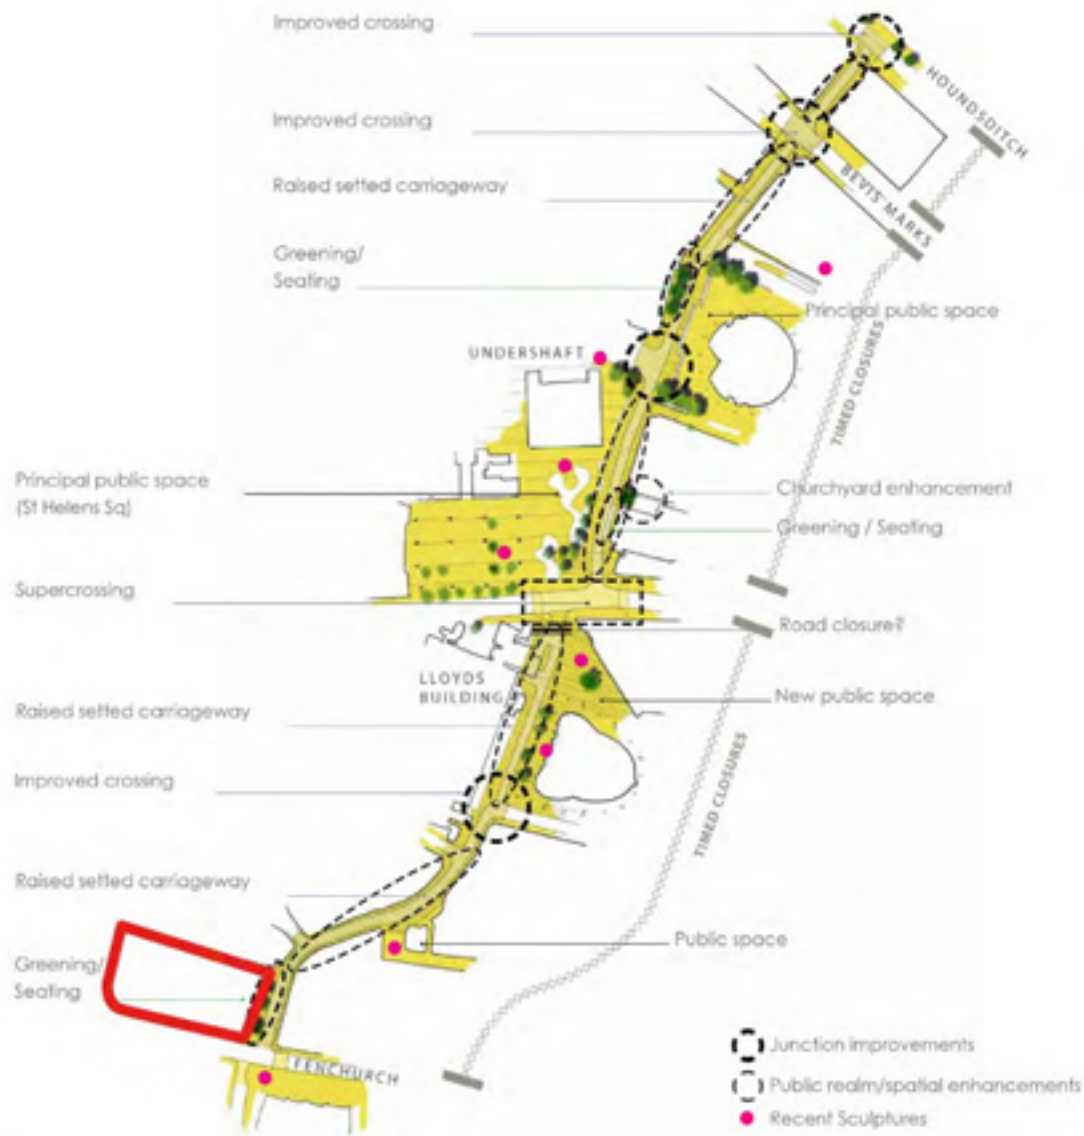 Improved crossing
Improved crossing
HOUNDSDITCH
BEVIS MARKS
Raised setted carriageway
Greening/
Seating
Principal public space
UNDERSHAFT
TIMED CLOSURES
Principal public space
(St Helens Sq)
Churchyard enhancement
Greening / Seating
Supercrossing
Road closure?
LLOYDS
BUILDING
New public space
Raised setted carriageway
Improved crossing
TIMED CLOSURES
Raised setted carriageway
Public space
Greening/
Seating
FENCHURCH
Junction improvements
Public realm/spatial enhancements
Recent Sculptures